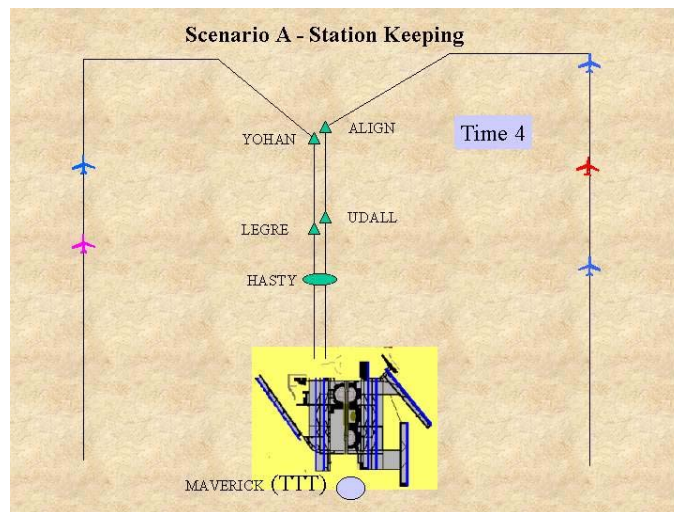 Scenario A - Station Keeping
ALIGN
YOHAN
Time 4
UDALL
LEGRE
HASTY
MAVERICK (TTT)